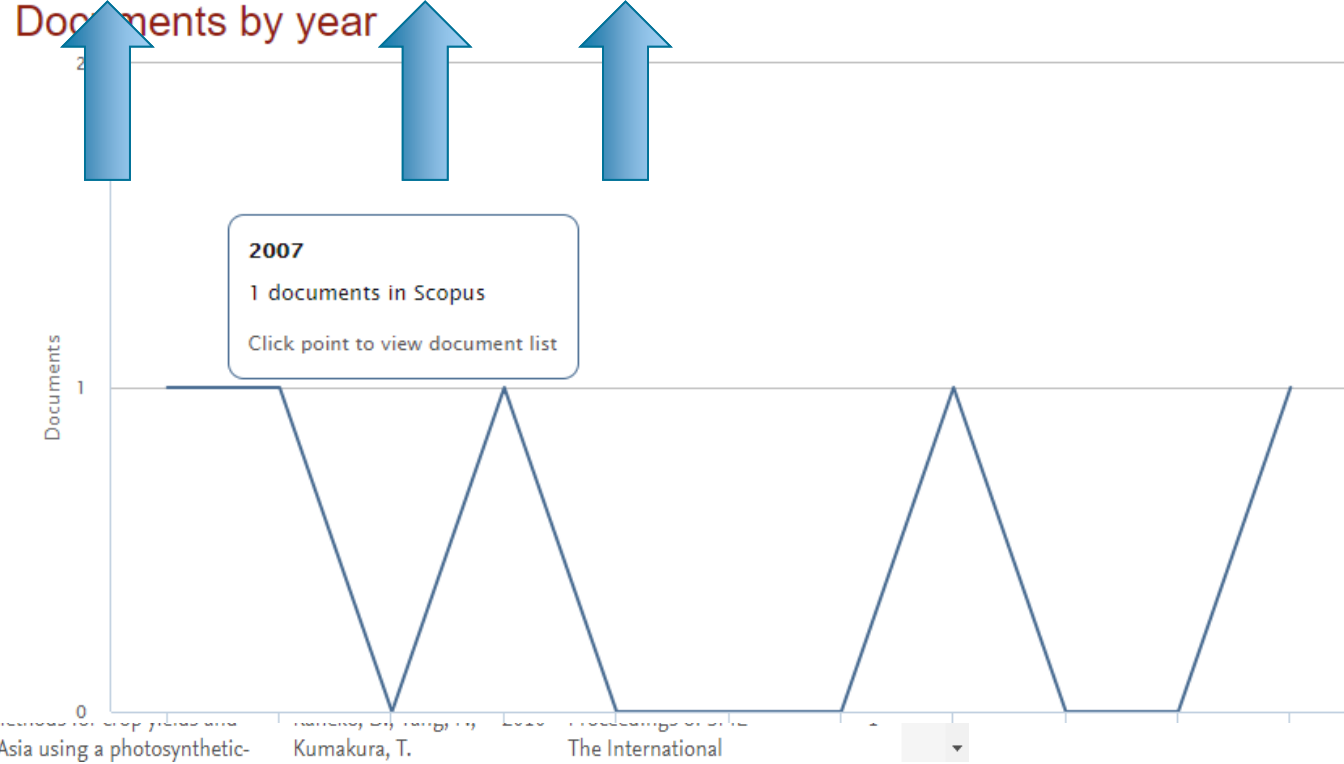 Documents by year
2
2007
1 documents in Scopus
Click point to view document list
Documents
1
0
Asia using a photosynthetic-
Kumakura, T.
The International